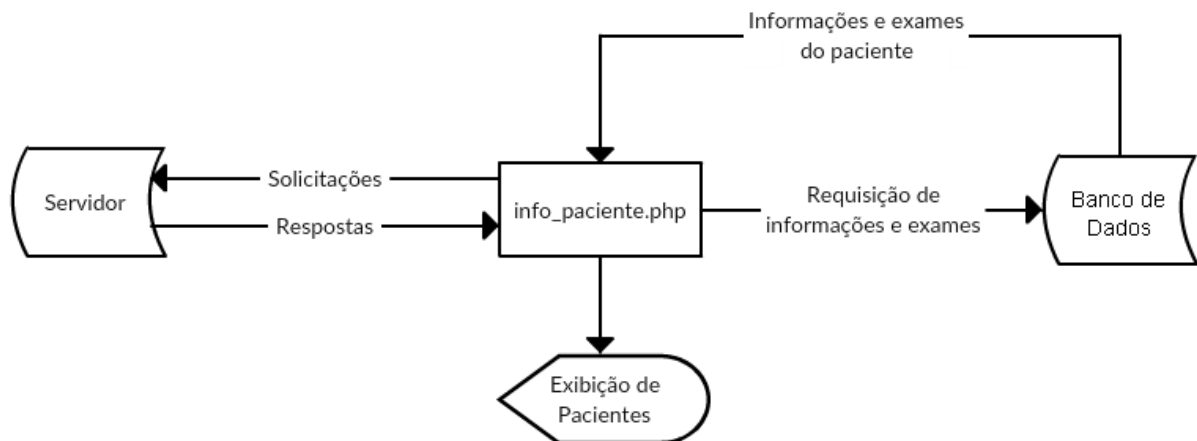 Informações e exames
do paciente
Servidor
Solicitações
Respostas
info_paciente.php
Requisição de
informações e exames
Banco de
Dados
Exibição de
Pacientes